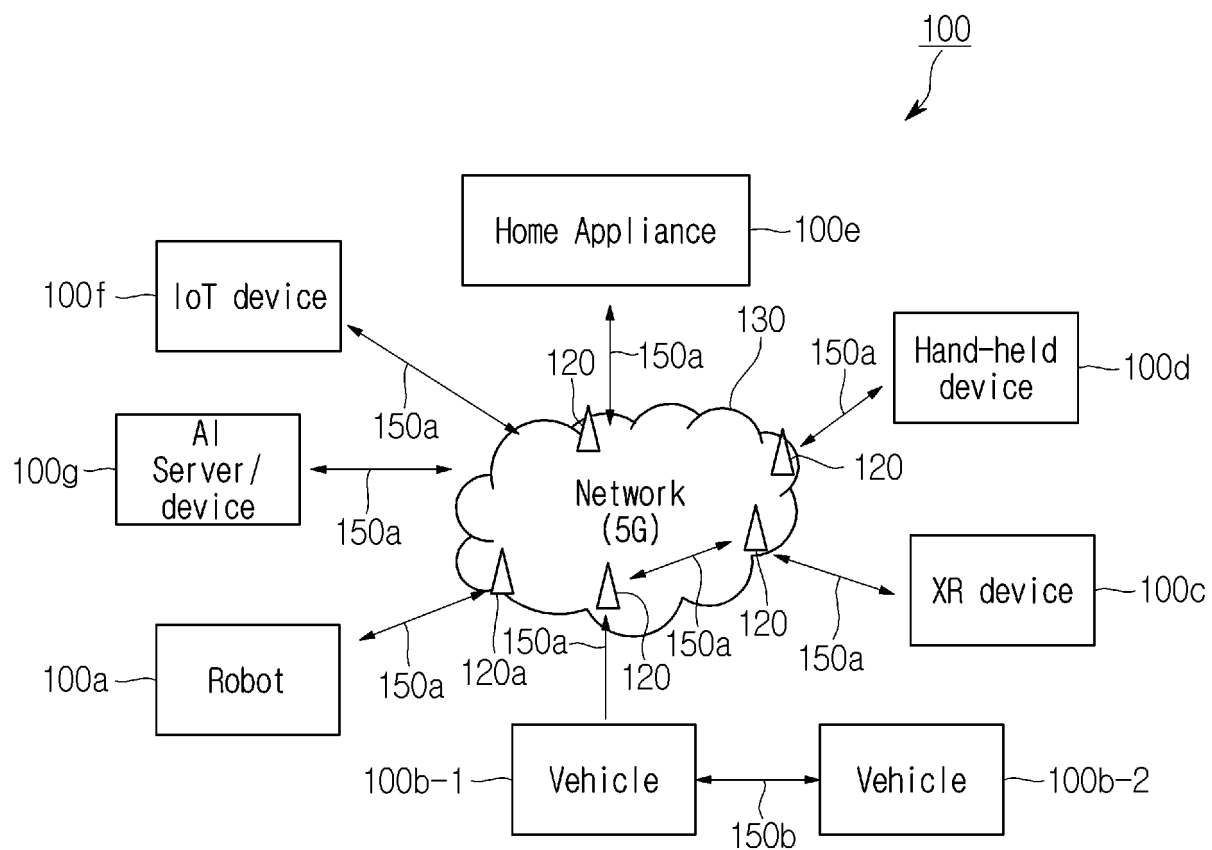 100
Home Appliance
100e
100f
IoT device
130
120
150a
150a
Hand-held
device
100d
150a
AI
Server/
device
100g
150a
120
Network
(5G)
XR device
100c
150a
120
150a
150a
120
120a
150a
Robot
100a
100b-1
Vehicle
Vehicle
100b-2
150b